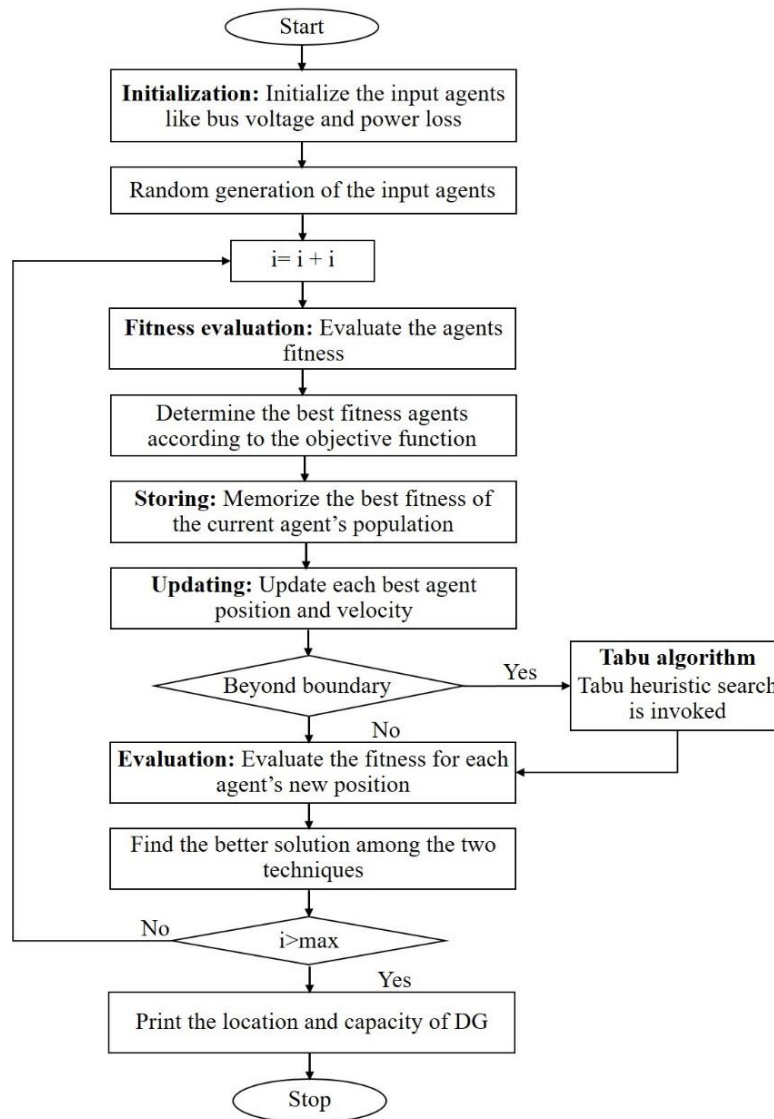 Start
Initialization: Initialize the input agents
like bus voltage and power loss
Random generation of the input agents
i= i + i
Fitness evaluation: Evaluate the agents
fitness
Determine the best fitness agents
according to the objective function
Storing: Memorize the best fitness of
the current agent’s population
Updating: Update each best agent
position and velocity
Beyond boundary
Yes
Tabu algorithm
Tabu heuristic search
is invoked
No
Evaluation: Evaluate the fitness for each
agent’s new position
Find the better solution among the two
techniques
No
i>max
Yes
Print the location and capacity of DG
Stop